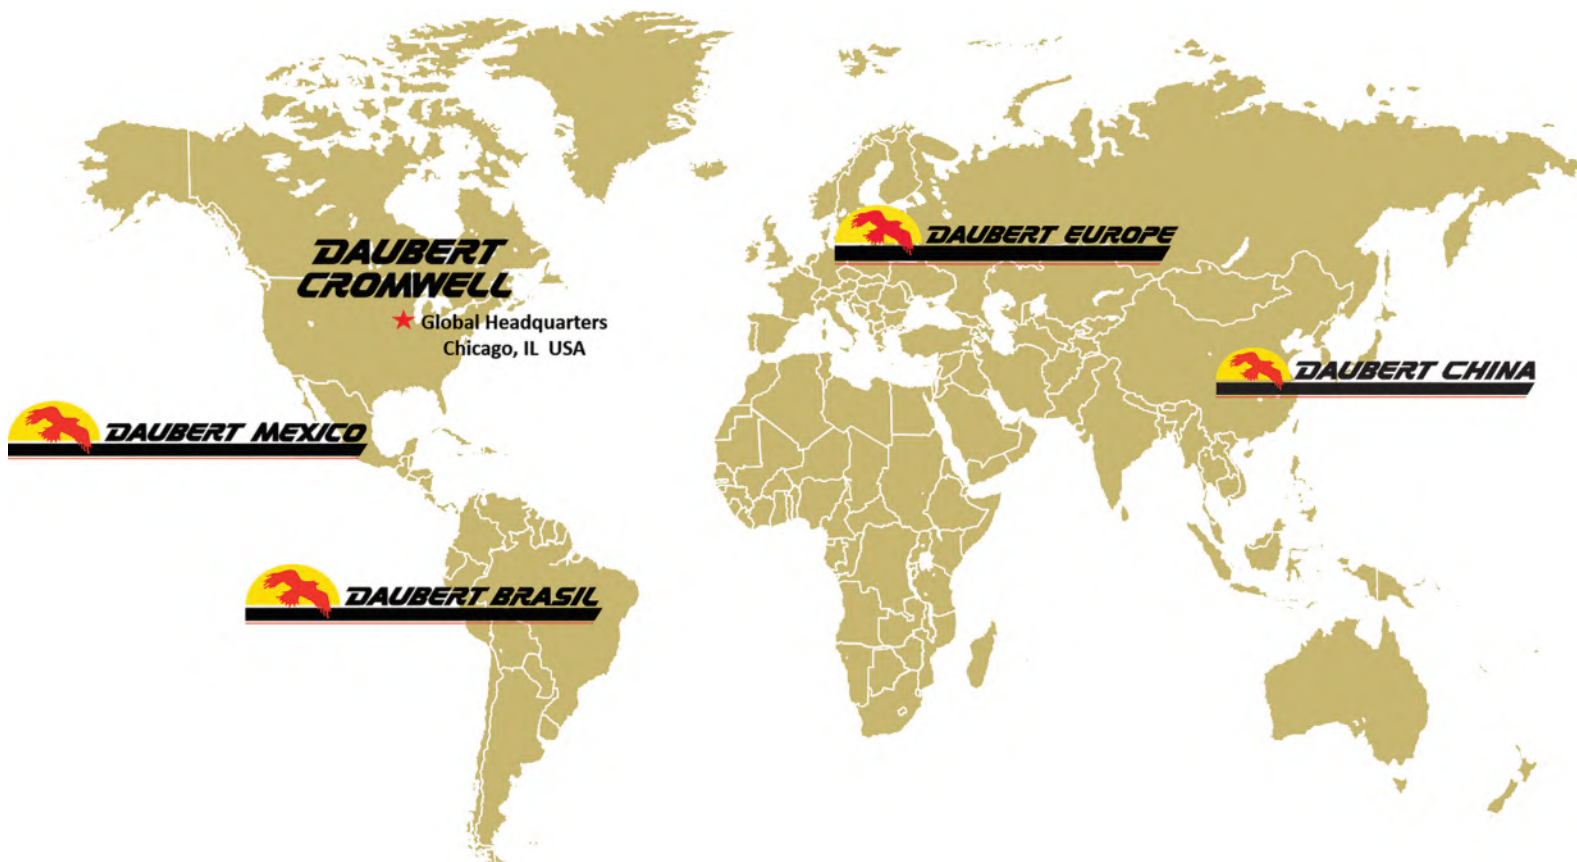 DAUBERT
CROMWELL
Global Headquarters
Chicago, IL USA
DAUBERT EUROPE
DAUBERT CHINA
DAUBERT MEXICO
DAUBERT BRASIL